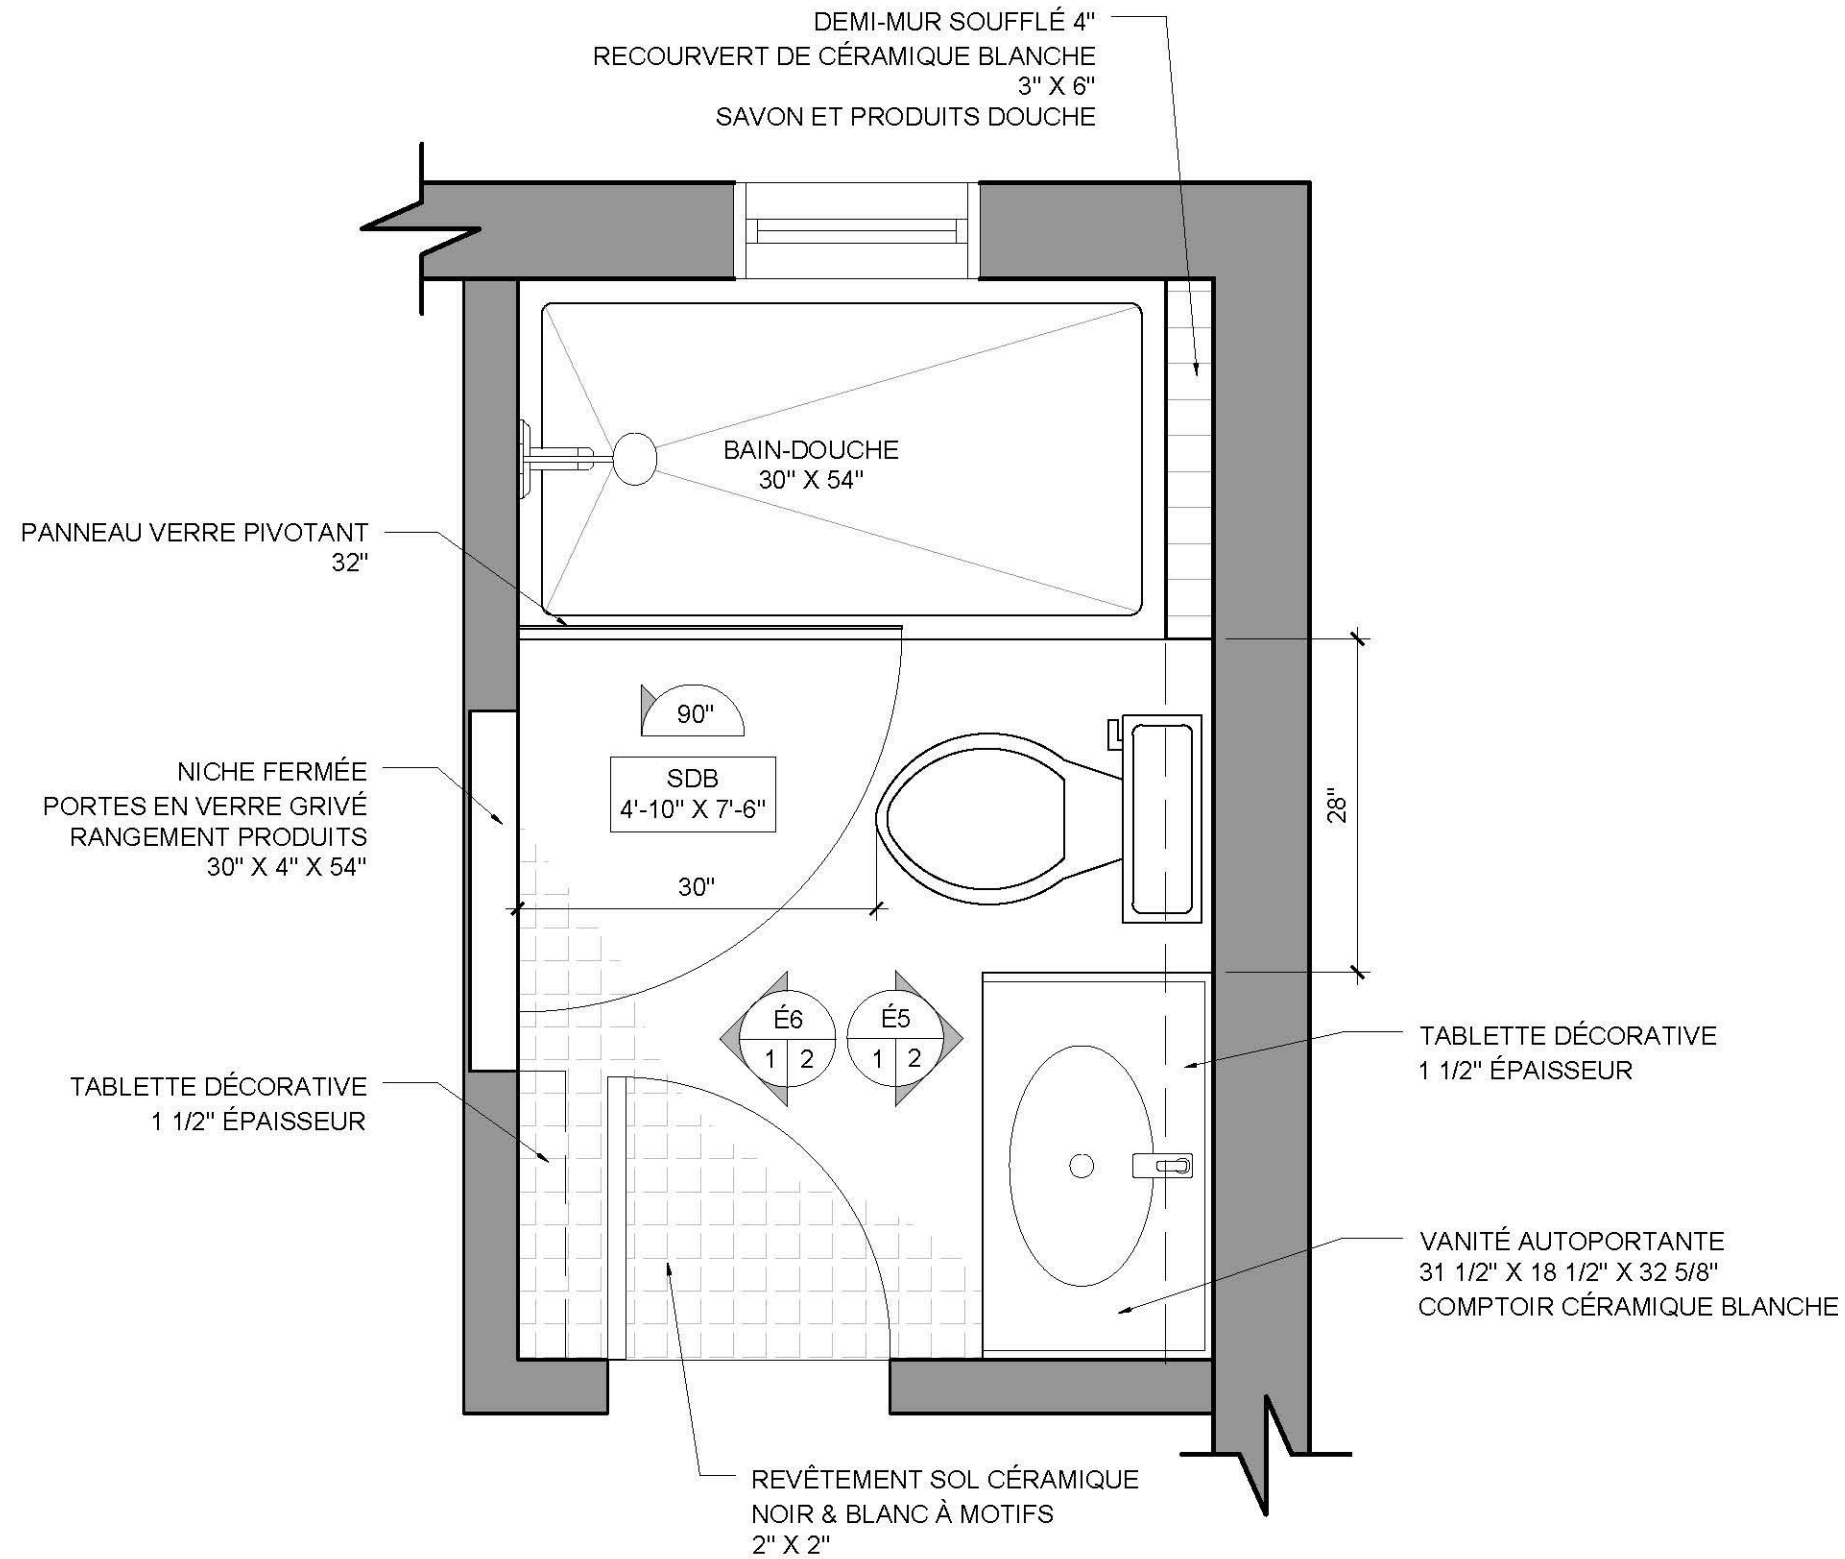 DEMI-MUR SOUFFLÉ 4"
RECOURVERT DE CÉRAMIQUE BLANCHE
3" X 6"
SAVON ET PRODUITS DOUCHE
BAIN-DOUCHE
30" X 54"
PANNEAU VERRE PIVOTANT
32"
90"
SDB
4'-10" X 7'-6"
NICHE FERMÉE
PORTES EN VERRE GRIVÉ
RANGEMENT PRODUITS
30" X 4" X 54"
28"
30"
É6
1 2
É5
1 2
TABLETTE DÉCORATIVE
1 1/2" ÉPAISSEUR
TABLETTE DÉCORATIVE
1 1/2" ÉPAISSEUR
VANITÉ AUTOPORTANTE
31 1/2" X 18 1/2" X 32 5/8"
COMPTOIR CÉRAMIQUE BLANCHE
REVÊTEMENT SOL CÉRAMIQUE
NOIR & BLANC À MOTIFS
2" X 2"